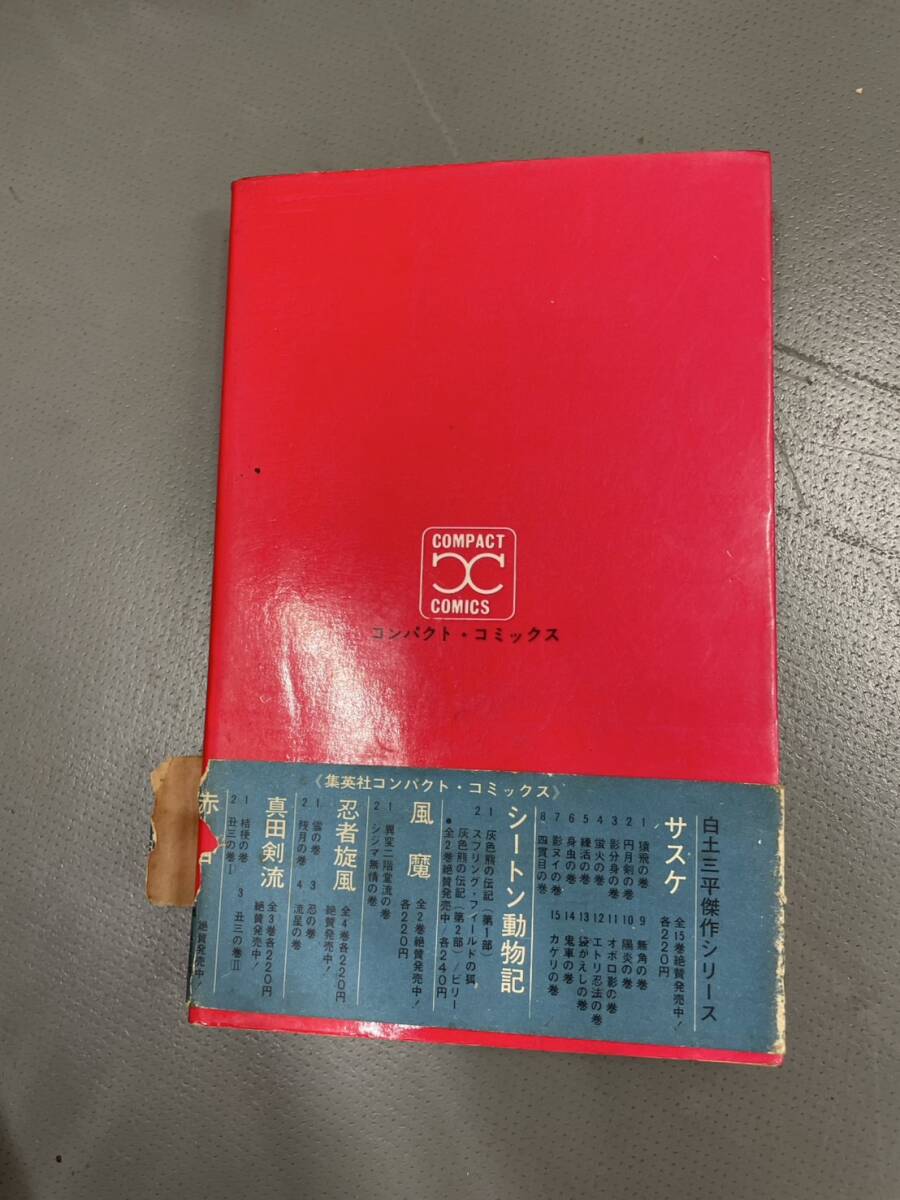 COMPACT
COMICS
コンパクト・コミックス
《集英社コンパクト・コミックス》
白土三平傑作シリース
サスケ
全15巻絶賛発売中!
各220円
1 猿飛の巻
2 円月剣の巻
3 影分身の巻
4 蛍火の巻
5 練活の巻
6 身虫の巻
7 影ヌイの巻
8 四貫目の巻
9 無角の巻
10 陽炎の巻
11 オボロ影の巻
12 エトリ忍法の巻
13 袋がえしの巻
14 鬼車の巻
15 カゲリの巻
シートン動物記
1 灰色熊の伝記(第1部)
2 スプリング・フィールドの狐
灰色熊の伝記(第2部)/ビリー
●全2巻絶賛発売中/各240円
風魔
全2巻絶賛発売中!
各220円
1 異変二階堂流の巻
2 シジマ無情の巻
忍者旋風
全4巻各220円
絶賛発売中!
1 雲の巻
2 残月の巻
3 忍の巻
4 流星の巻
真田剣流
全3巻各220円
絶賛発売中!
1 桔梗の巻
2 丑三の巻I
3 丑三の巻II
赤
絶賛発売中!